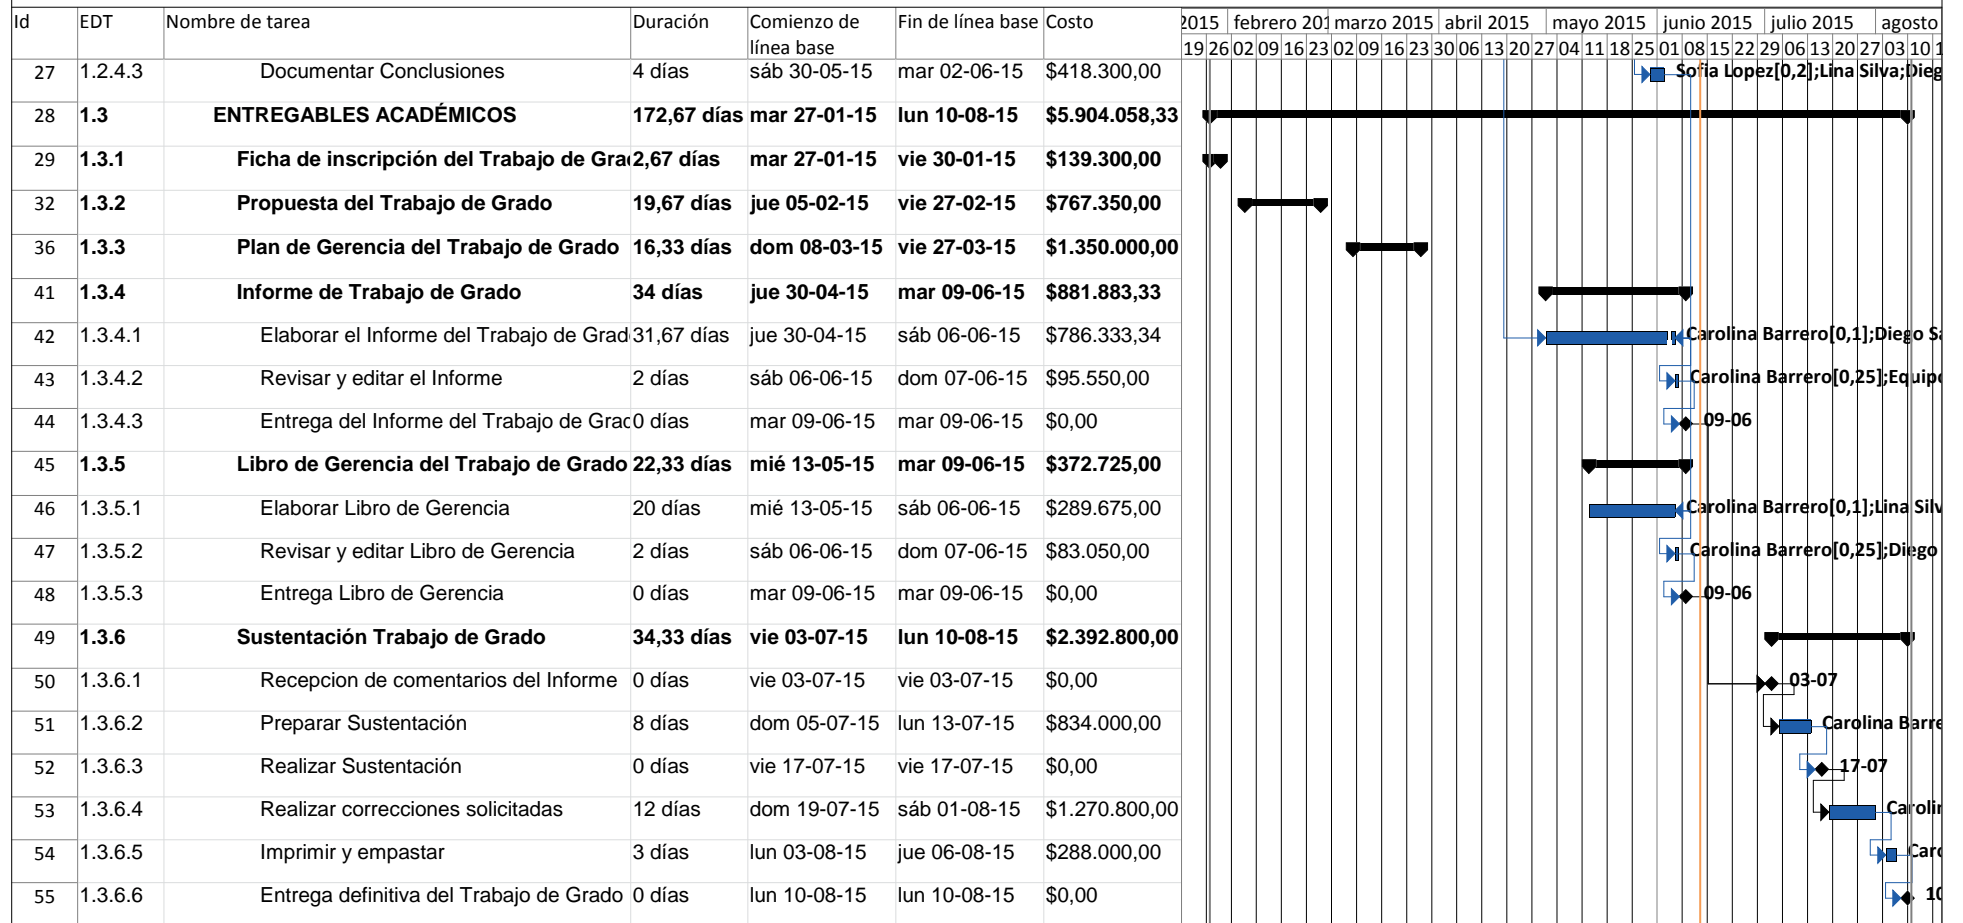 Id EDT Nombre de tarea Duración Comienzo de línea base Fin de línea base Costo
2015 febrero 201 marzo 2015 abril 2015 mayo 2015 junio 2015 julio 2015 agosto
19 26 02 09 16 23 02 09 16 23 30 06 13 20 27 04 11 18 25 01 08 15 22 29 06 13 20 27 03 10 1
27 1.2.4.3 Documentar Conclusiones 4 días sáb 30-05-15 mar 02-06-15 $418.300,00 Sofia Lopez[0,2];Lina Silva;Dieg
28 1.3 ENTREGABLES ACADÉMICOS 172,67 días mar 27-01-15 lun 10-08-15 $5.904.058,33
29 1.3.1 Ficha de inscripción del Trabajo de Gra 2,67 días mar 27-01-15 vie 30-01-15 $139.300,00
32 1.3.2 Propuesta del Trabajo de Grado 19,67 días jue 05-02-15 vie 27-02-15 $767.350,00
36 1.3.3 Plan de Gerencia del Trabajo de Grado 16,33 días dom 08-03-15 vie 27-03-15 $1.350.000,00
41 1.3.4 Informe de Trabajo de Grado 34 días jue 30-04-15 mar 09-06-15 $881.883,33
42 1.3.4.1 Elaborar el Informe del Trabajo de Grad 31,67 días jue 30-04-15 sáb 06-06-15 $786.333,34 Carolina Barrero[0,1];Diego Sa
43 1.3.4.2 Revisar y editar el Informe 2 días sáb 06-06-15 dom 07-06-15 $95.550,00 Carolina Barrero[0,25];Equipo
44 1.3.4.3 Entrega del Informe del Trabajo de Grad 0 días mar 09-06-15 mar 09-06-15 $0,00 09-06
45 1.3.5 Libro de Gerencia del Trabajo de Grado 22,33 días mié 13-05-15 mar 09-06-15 $372.725,00
46 1.3.5.1 Elaborar Libro de Gerencia 20 días mié 13-05-15 sáb 06-06-15 $289.675,00 Carolina Barrero[0,1];Lina Silv
47 1.3.5.2 Revisar y editar Libro de Gerencia 2 días sáb 06-06-15 dom 07-06-15 $83.050,00 Carolina Barrero[0,25];Diego
48 1.3.5.3 Entrega Libro de Gerencia 0 días mar 09-06-15 mar 09-06-15 $0,00 09-06
49 1.3.6 Sustentación Trabajo de Grado 34,33 días vie 03-07-15 lun 10-08-15 $2.392.800,00
50 1.3.6.1 Recepcion de comentarios del Informe 0 días vie 03-07-15 vie 03-07-15 $0,00 03-07
51 1.3.6.2 Preparar Sustentación 8 días dom 05-07-15 lun 13-07-15 $834.000,00 Carolina Barre
52 1.3.6.3 Realizar Sustentación 0 días vie 17-07-15 vie 17-07-15 $0,00 17-07
53 1.3.6.4 Realizar correcciones solicitadas 12 días dom 19-07-15 sáb 01-08-15 $1.270.800,00 Carolin
54 1.3.6.5 Imprimir y empastar 3 días lun 03-08-15 jue 06-08-15 $288.000,00 Caro
55 1.3.6.6 Entrega definitiva del Trabajo de Grado 0 días lun 10-08-15 lun 10-08-15 $0,00 10